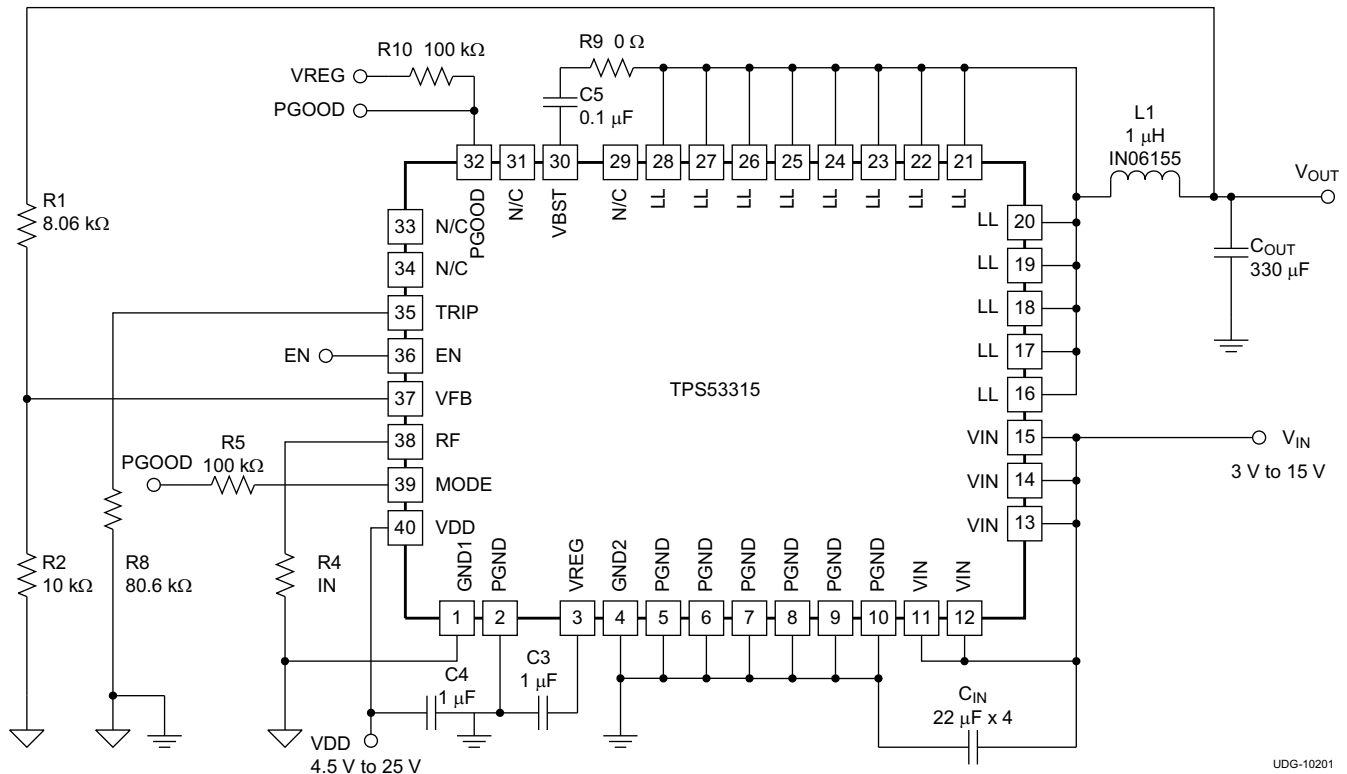 R10 100 kΩ
R9 0 Ω
VREG
PGOOD
C5
0.1 μF
L1
1 μH
IN06155
VOUT
COUT
330 μF
R1
8.06 kΩ
32 31 30 29 28 27 26 25 24 23 22 21
PGOOD N/C VBST N/C LL LL LL LL LL LL LL LL
33 N/C
34 N/C
35 TRIP
EN 36 EN
37 VFB
38 RF
39 MODE
40 VDD
PGOOD
R5
100 kΩ
TPS53315
LL 20
LL 19
LL 18
LL 17
LL 16
VIN 15
VIN 14
VIN 13
VIN
3 V to 15 V
R2
10 kΩ
R8
80.6 kΩ
R4
IN
GND1 PGND VREG GND2 PGND PGND PGND PGND PGND PGND VIN VIN
1 2 3 4 5 6 7 8 9 10 11 12
C4
1 μF
C3
1 μF
CIN
22 μF x 4
VDD
4.5 V to 25 V
UDG-10201